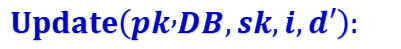 Update(pk,DB, sk, i, d′):